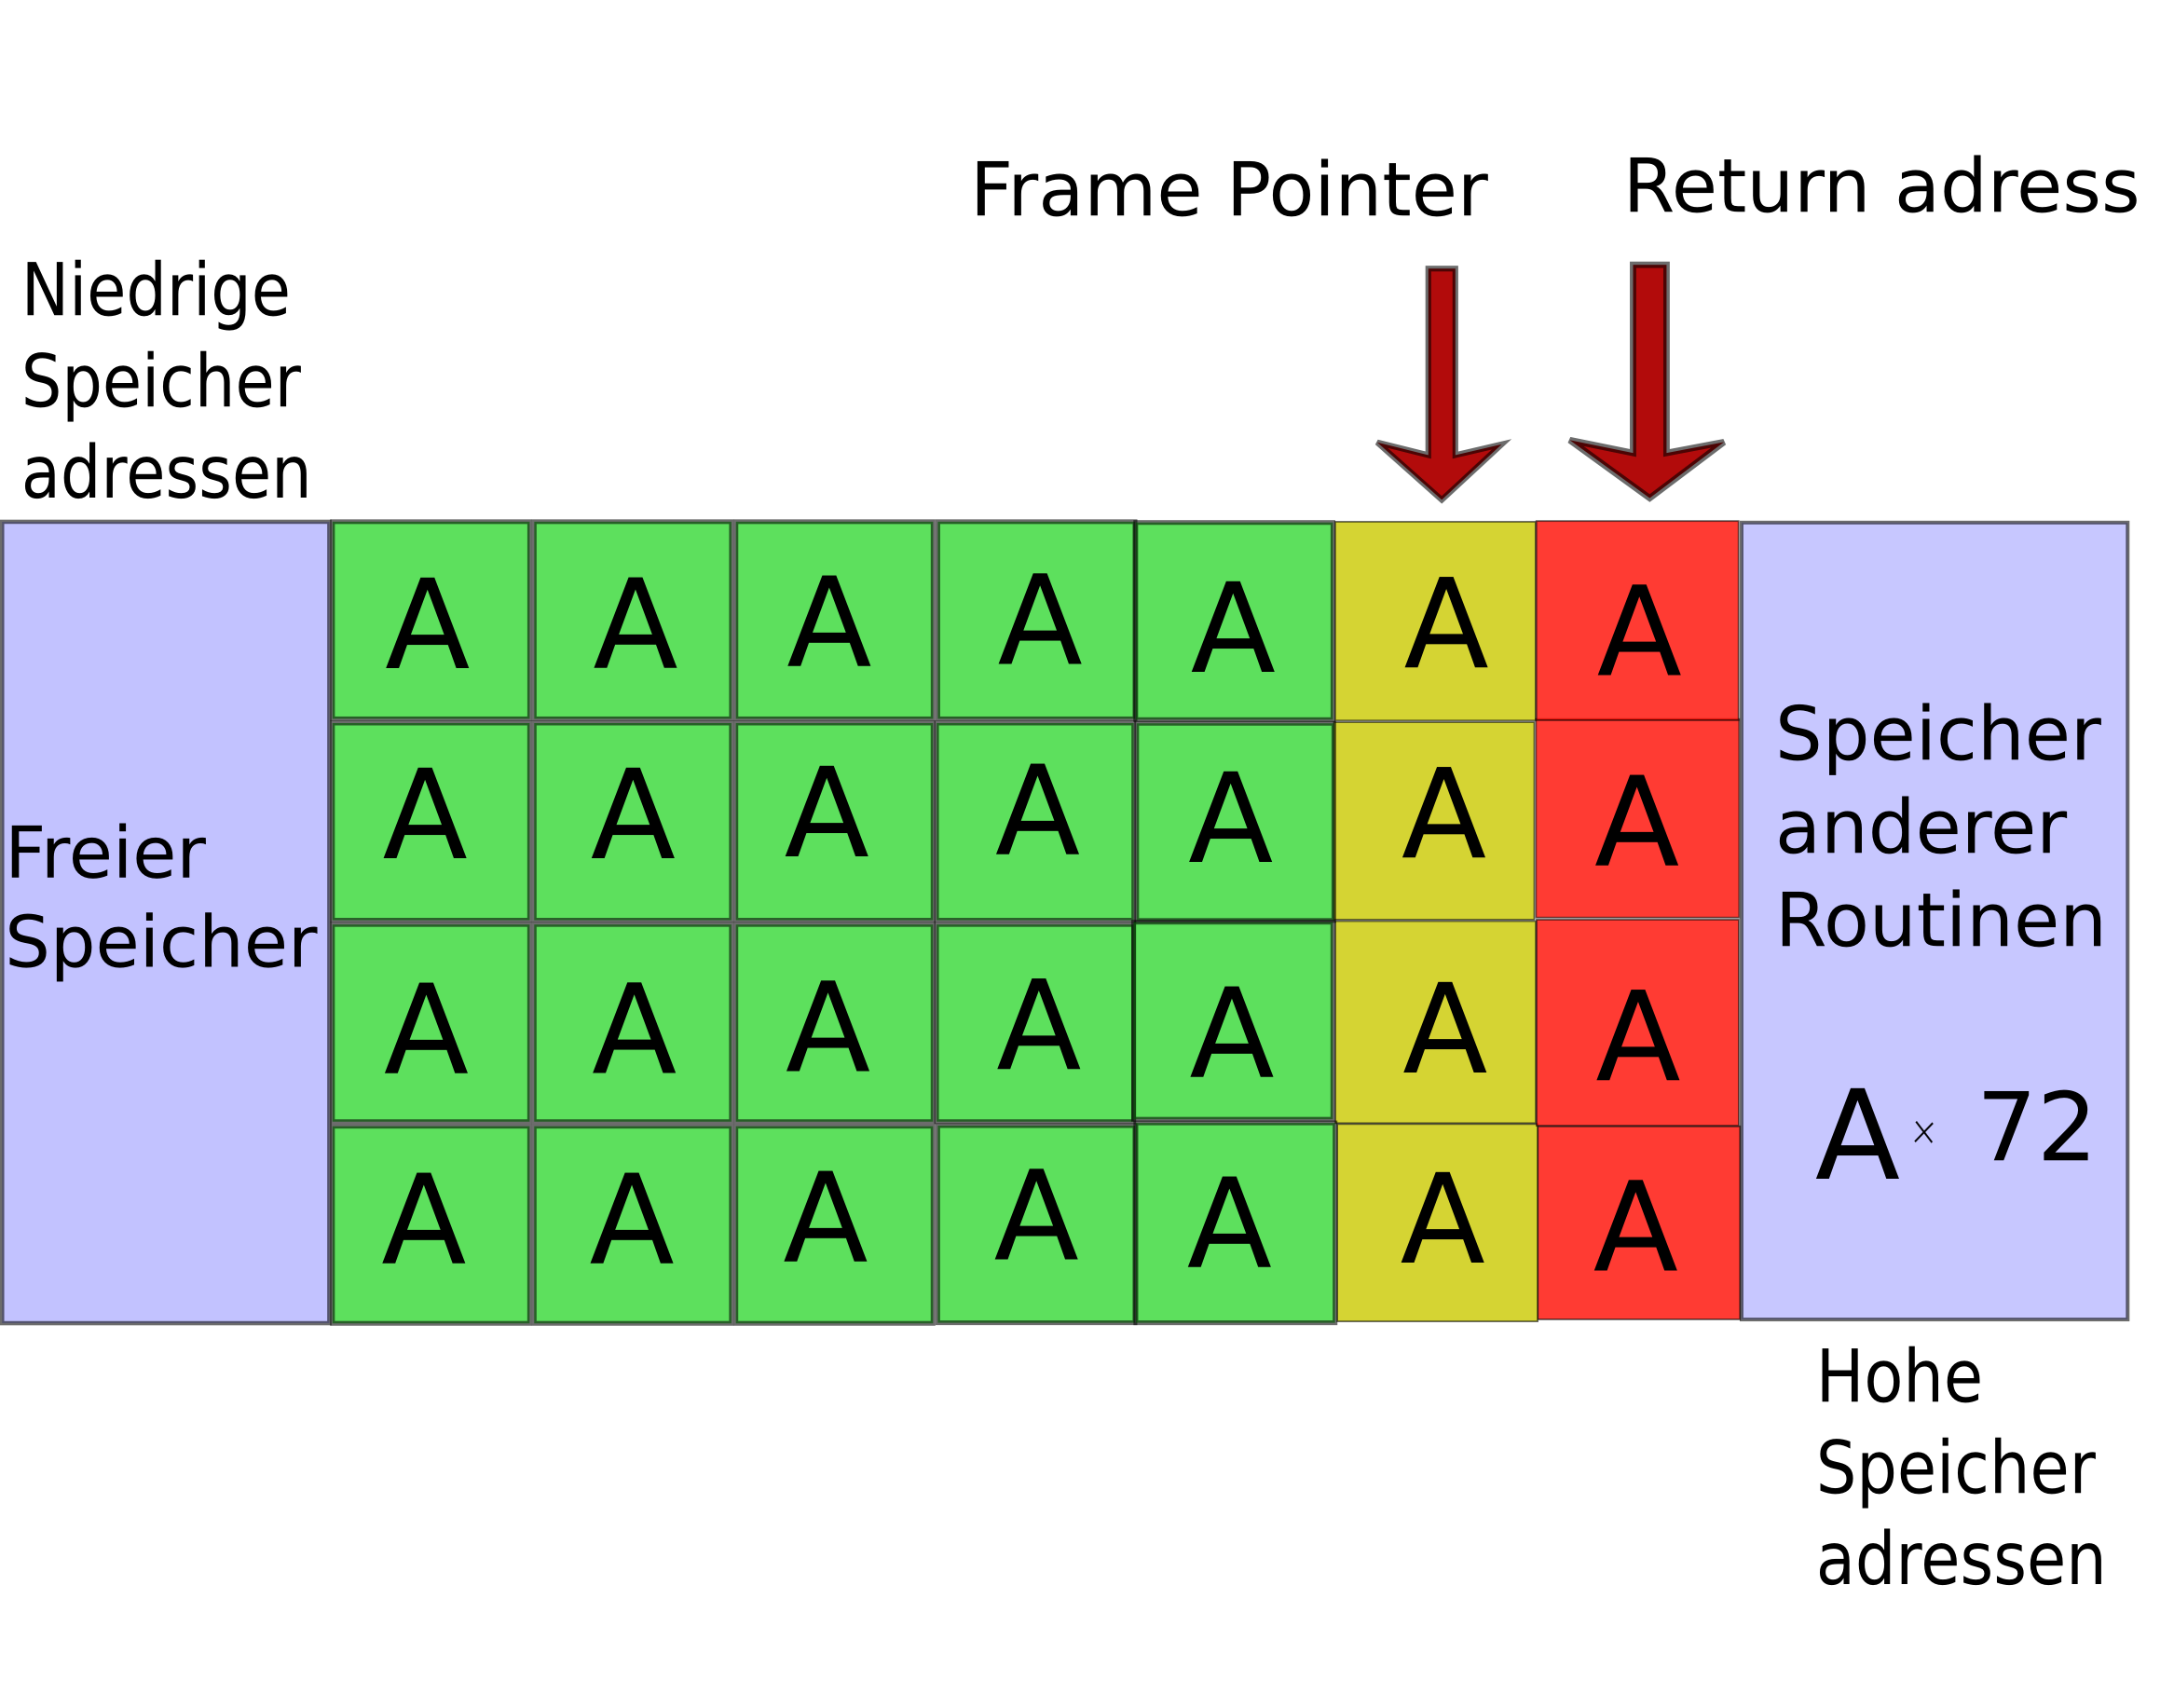 Frame Pointer
Return adress
Niedrige
Speicher
adressen
A A A A A A A
A A A A A A A
A A A A A A A
A A A A A A A
Freier
Speicher
Speicher
anderer
Routinen
A x 72
Hohe
Speicher
adressen